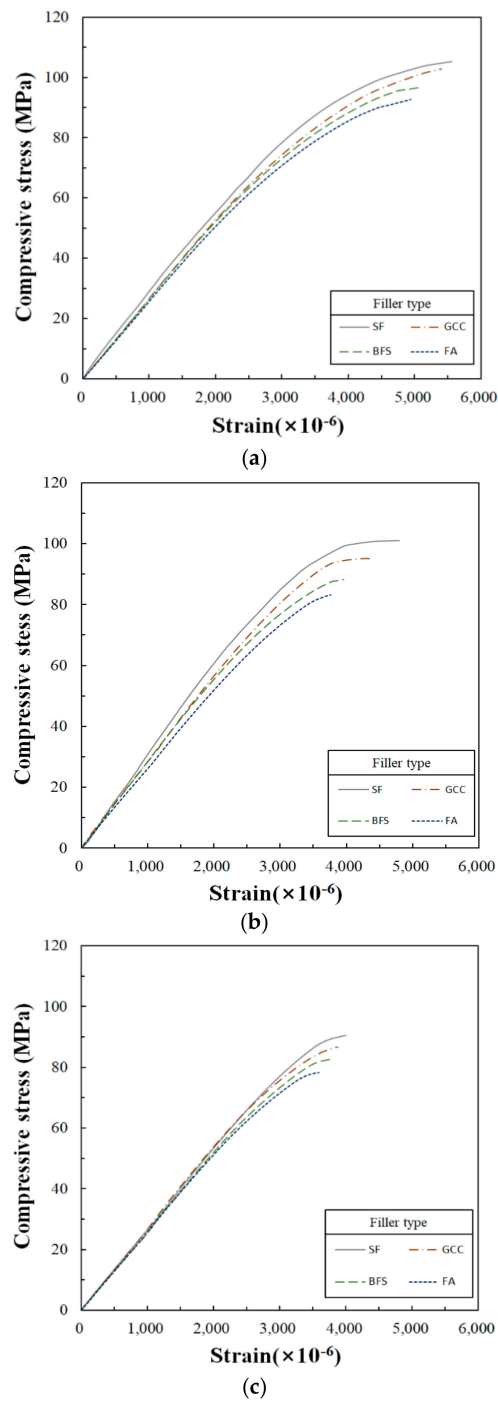 120
100
80
60
40
20
0
Compressive stress (MPa)
Filler type
SF GCC
BFS FA
0 1,000 2,000 3,000 4,000 5,000 6,000
Strain(×10-6)
(a)
120
100
80
60
40
20
0
Compressive stess (MPa)
Filler type
SF GCC
BFS FA
0 1,000 2,000 3,000 4,000 5,000 6,000
Strain(×10-6)
(b)
120
100
80
60
40
20
0
Compressive stress (MPa)
Filler type
SF GCC
BFS FA
0 1,000 2,000 3,000 4,000 5,000 6,000
Strain(×10-6)
(c)